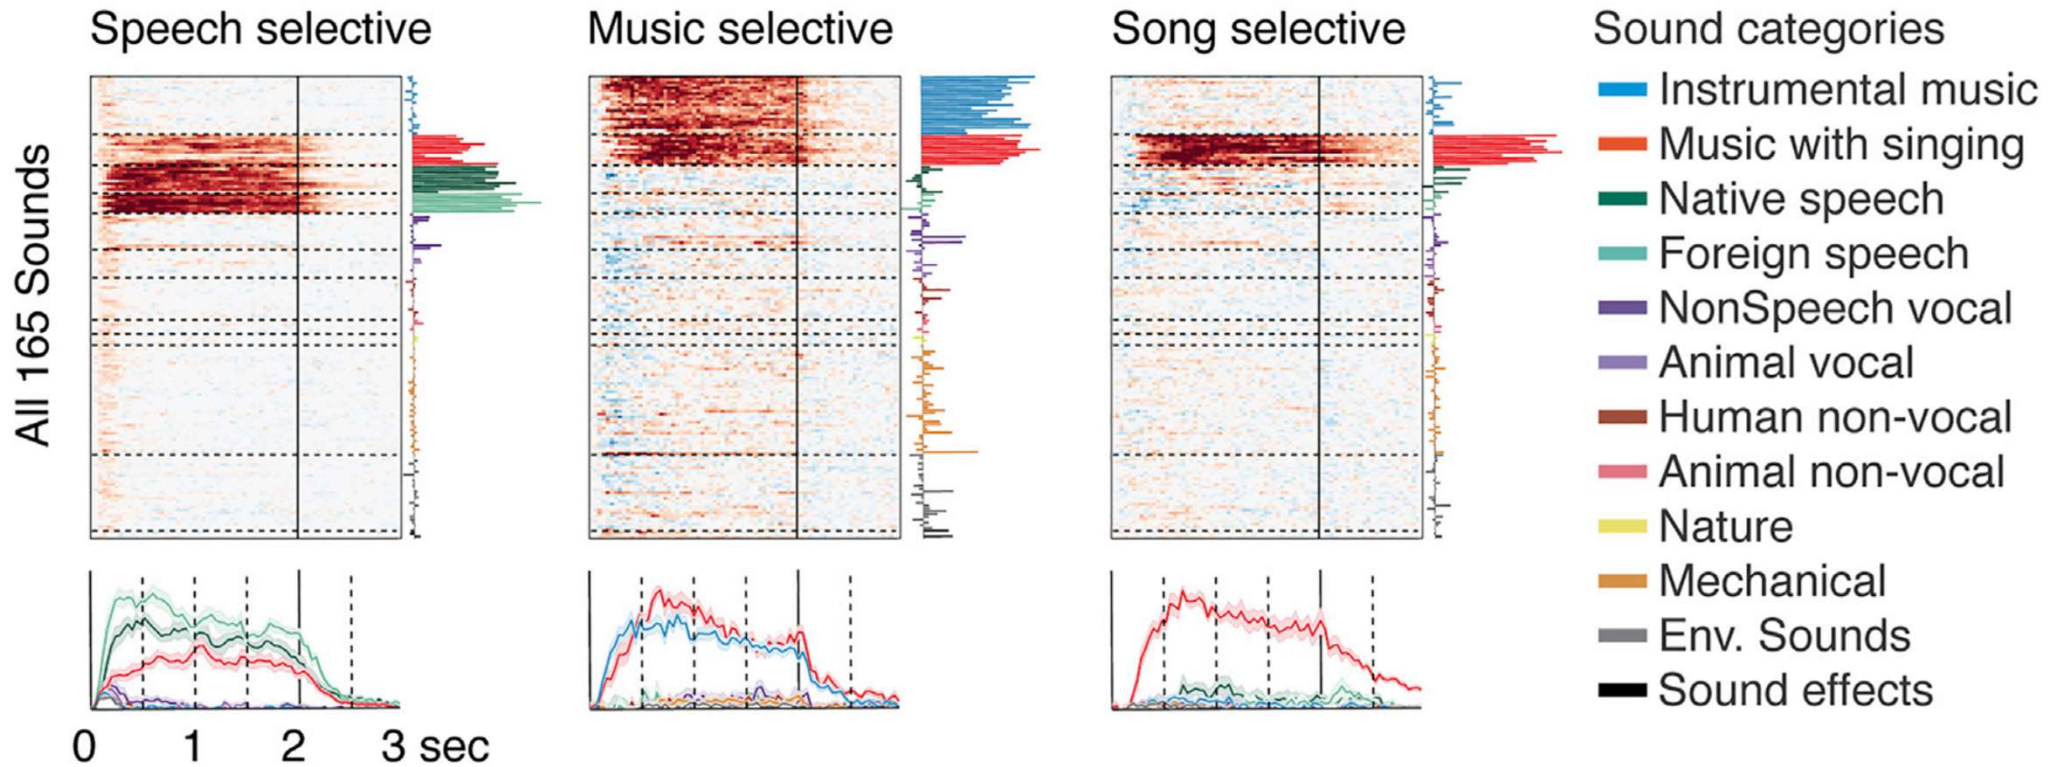 Speech selective
Music selective
Song selective
Sound categories
All 165 Sounds
Instrumental music
Music with singing
Native speech
Foreign speech
NonSpeech vocal
Animal vocal
Human non-vocal
Animal non-vocal
Nature
Mechanical
Env. Sounds
Sound effects
0 1 2 3 sec